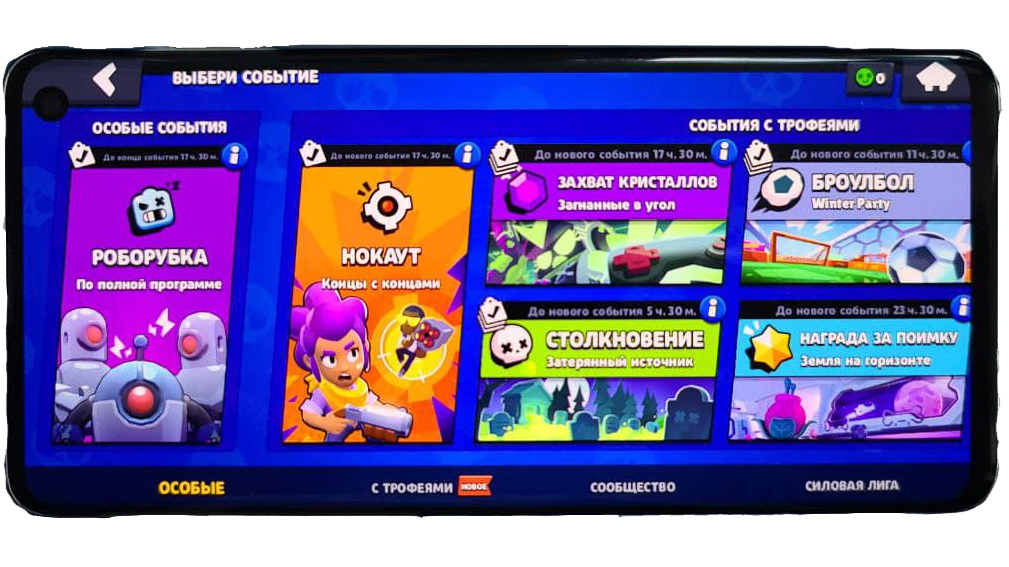 ВЫБЕРИ СОБЫТИЕ
0
ОСОБЫЕ СОБЫТИЯ
До конца события 17 ч. 30 м.
i
РОБОРУБКА
По полной программе
СОБЫТИЯ С ТРОФЕЯМИ
До нового события 17 ч. 30 м.
i
НОКАУТ
Концы с концами
До нового события 17 ч. 30 м.
i
ЗАХВАТ КРИСТАЛЛОВ
Загнанные в угол
До нового события 11 ч. 30 м.
БРОУЛБОЛ
Winter Party
До нового события 5 ч. 30 м.
i
СТОЛКНОВЕНИЕ
Затерянный источник
До нового события 23 ч. 30 м.
i
НАГРАДА ЗА ПОИМКУ
Земля на горизонте
ОСОБЫЕ
С ТРОФЕЯМИ
НОВОЕ
СООБЩЕСТВО
СИЛОВАЯ ЛИГА